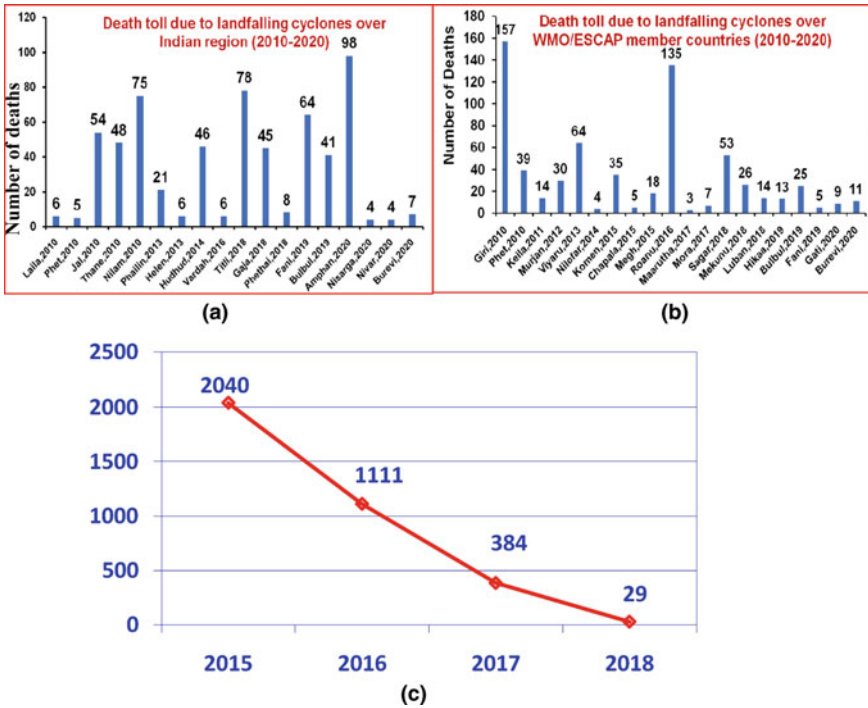 Death toll due to landfalling cyclones over
Indian region (2010-2020)
Number of deaths
120
100
80
60
40
20
0
6
5
54
48
75
21
6
46
6
78
45
8
64
41
98
4
4
7
Laila,2010
Phet,2010
Jal,2010
Thane,2010
Nilam,2010
Phailin,2013
Helen,2013
Hudhud,2014
Vardah,2016
Titli,2018
Gaja,2018
Phethai,2018
Fani,2019
Bulbul,2019
Amphan,2020
Nisarga,2020
Nivar,2020
Burevi,2020
(a)
Death toll due to landfalling cyclones over
WMO/ESCAP member countries (2010-2020)
Number of Deaths
180
160
140
120
100
80
60
40
20
0
157
39
14
30
64
4
35
5
18
135
3
7
53
26
14
13
25
5
9
11
Giri,2010
Phet,2010
Keila,2011
Murjan,2012
Viyaru,2013
Nilofar,2014
Komen,2015
Chapala,2015
Megh,2015
Roanu,2016
Maarutha,2017
Mora,2017
Sagar,2018
Mekunu,2018
Luban,2018
Hikaa,2019
Bulbul,2019
Fani,2019
Gati,2020
Burevi,2020
(b)
2500
2000
1500
1000
500
0
2040
1111
384
29
2015
2016
2017
2018
(c)